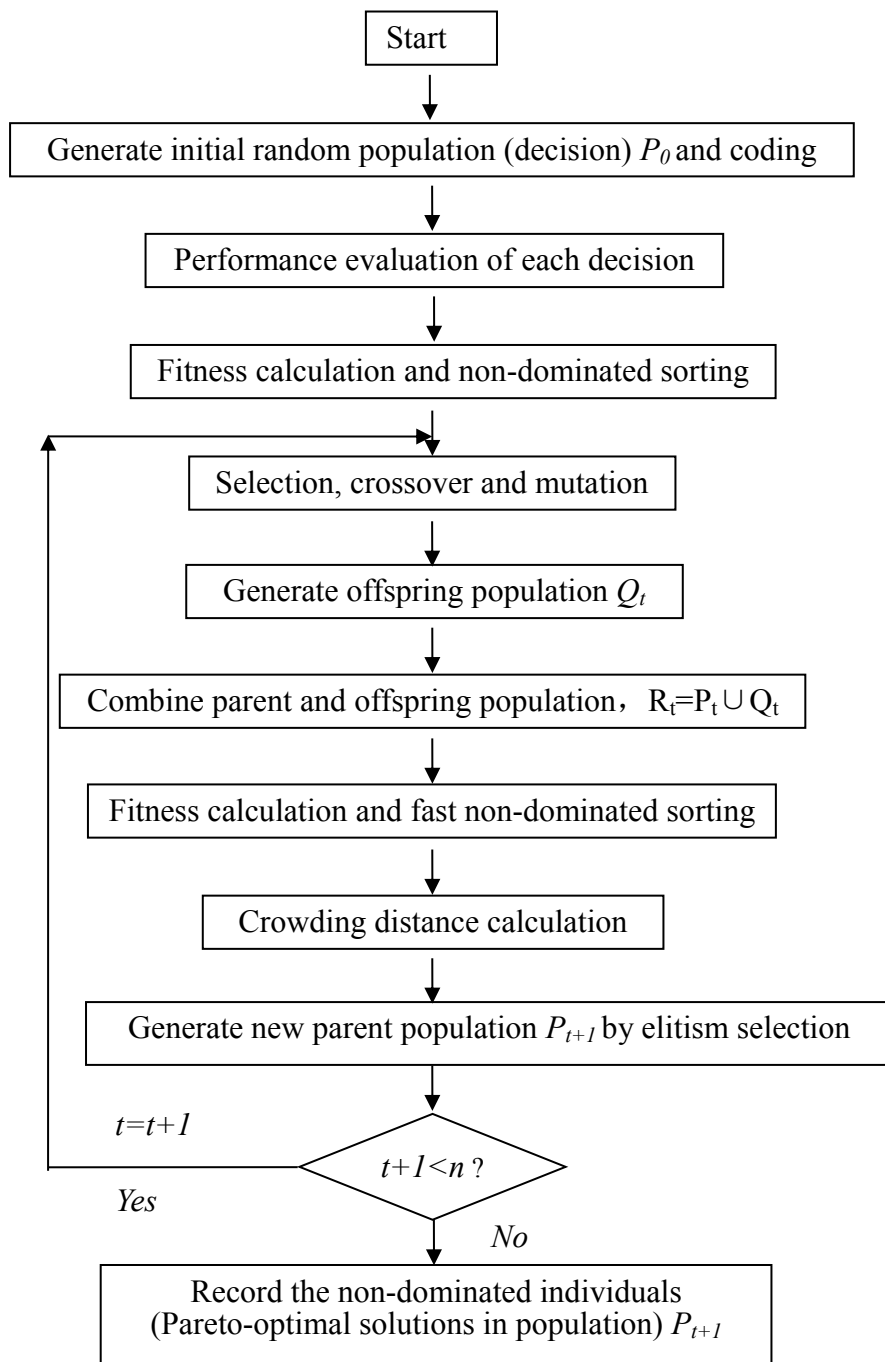 Start
Generate initial random population (decision) P₀ and coding
Performance evaluation of each decision
Fitness calculation and non-dominated sorting
Selection, crossover and mutation
Generate offspring population Qₜ
Combine parent and offspring population，Rₜ=Pₜ∪Qₜ
Fitness calculation and fast non-dominated sorting
Crowding distance calculation
Generate new parent population Pₜ₊₁ by elitism selection
t=t+1
t+1<n ?
Yes
No
Record the non-dominated individuals
(Pareto-optimal solutions in population) Pₜ₊₁